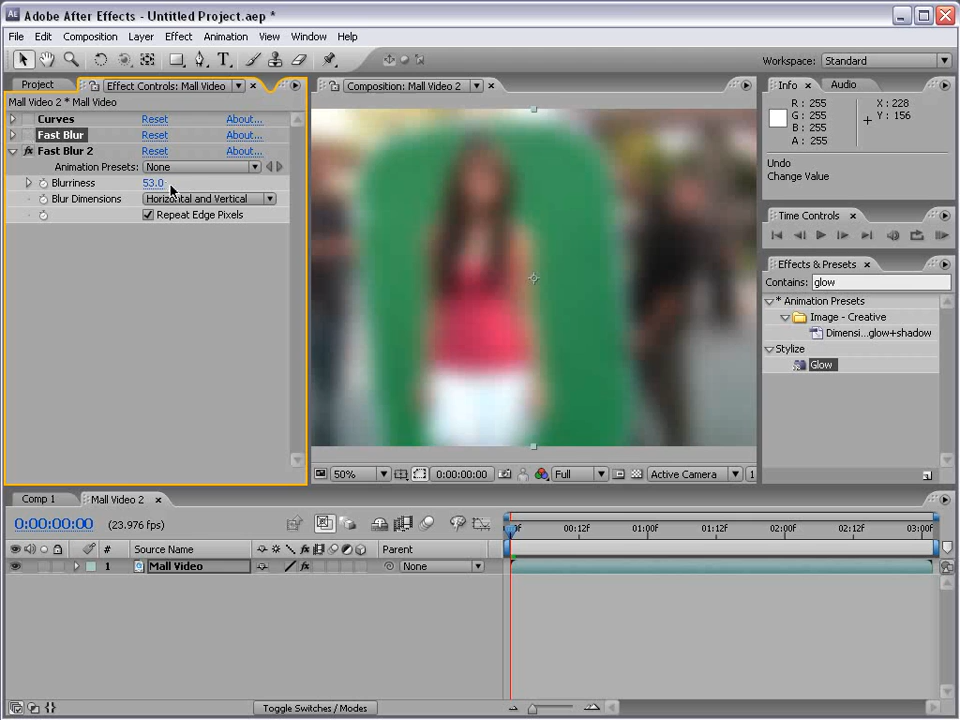 Adobe After Effects - Untitled Project.aep *
File Edit Composition Layer Effect Animation View Window Help
Workspace: Standard
Project Effect Controls: Mall Video
Mall Video 2 * Mall Video
Curves Reset About...
Fast Blur Reset About...
Fast Blur 2 Reset About...
Animation Presets: None
Blurriness 53.0
Blur Dimensions Horizontal and Vertical
Repeat Edge Pixels
Composition: Mall Video 2
50% 0:00:00:00 Full Active Camera 1
Info Audio
R: 255 X: 228
G: 255 Y: 156
B: 255
A: 255
Undo
Change Value
Time Controls
Effects & Presets
Contains: glow
* Animation Presets
Image - Creative
Dimensi...glow+shadow
Stylize
Glow
Comp 1 Mall Video 2
0:00:00:00 (23.976 fps)
00:12f 01:00f 01:12f 02:00f 02:12f 03:00f
# Source Name Parent
1 Mall Video None
Toggle Switches / Modes